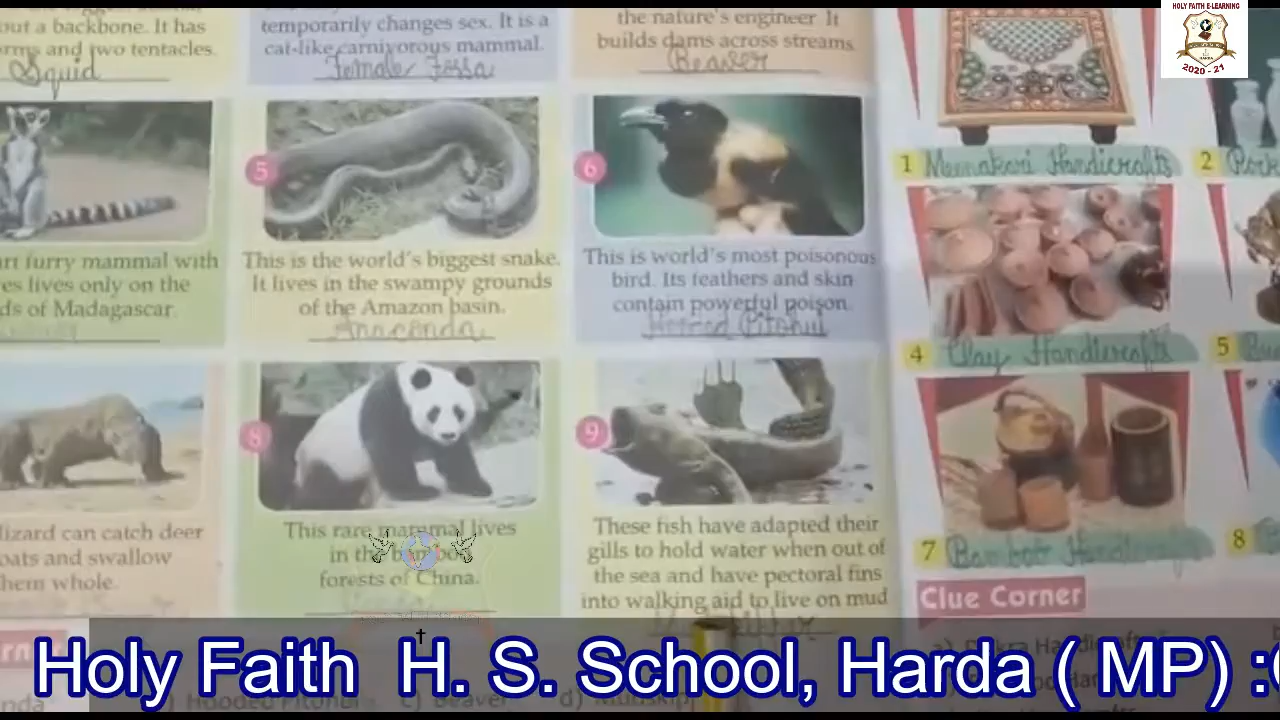 out a backbone. It has
and two tentacles.
Squid
temporarily changes sex. It is a
cat-like carnivorous mammal.
Female Fossa
the nature's engineer. It
builds dams across streams.
Beaver
furry mammal with
lives only on the
of Madagascar.
5
This is the world's biggest snake.
It lives in the swampy grounds
of the Amazon basin.
Anaconda
6
This is world's most poisonous
bird. Its feathers and skin
contain powerful poison.
Hooded Pitohui
lizard can catch deer
and swallow
them whole.
8
This rare mammal lives
in the bamboo
forests of China.
9
These fish have adapted their
gills to hold water when out of
the sea and have pectoral fins
into walking aid to live on mud
1 Meenakari Handicrafts
2
4 Clay Handicrafts
5
7 Bamboo Handicrafts
8
Clue Corner
HOLY FAITH E-LEARNING
HARDA
2020 - 21
Holy Faith H. S. School, Harda ( MP) :
c) Beaver